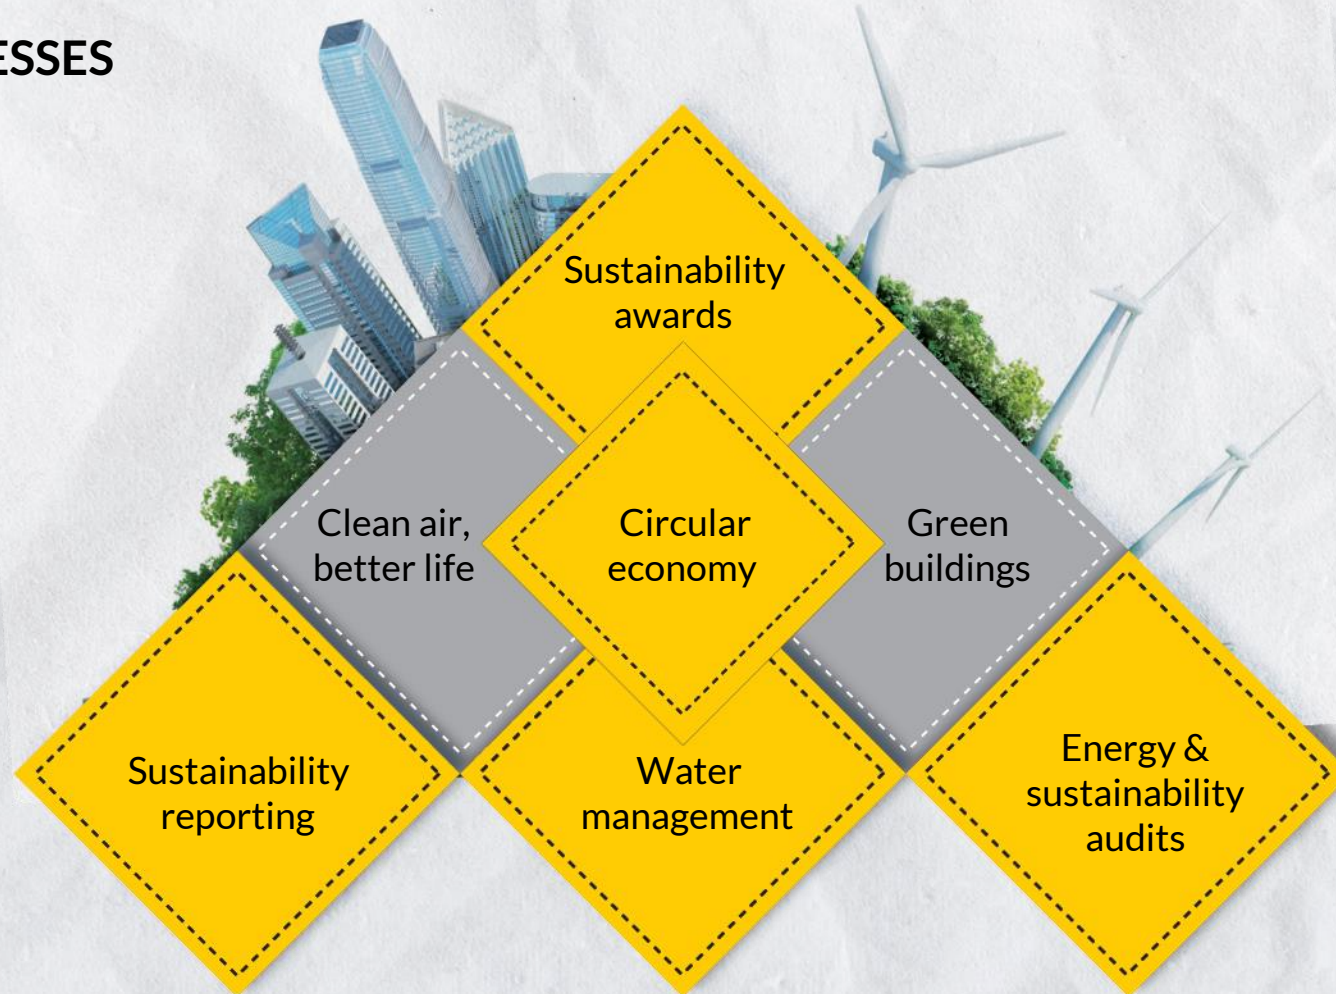 ESSES
Sustainability
awards
Clean air,
better life
Circular
economy
Green
buildings
Sustainability
reporting
Water
management
Energy &
sustainability
audits